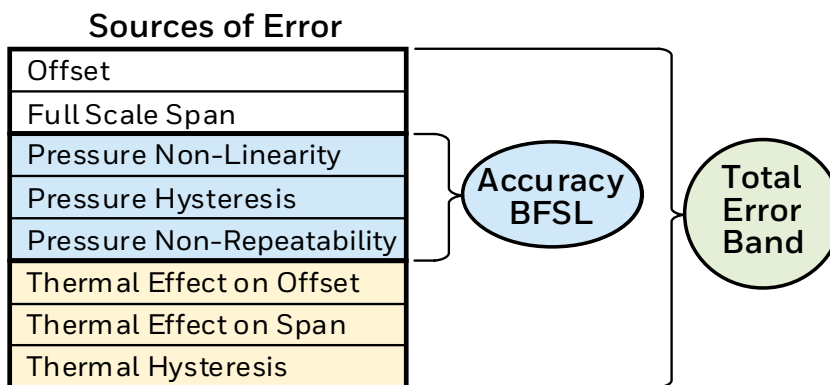 Sources of Error
Offset
Full Scale Span
Pressure Non-Linearity
Pressure Hysteresis
Pressure Non-Repeatability
Thermal Effect on Offset
Thermal Effect on Span
Thermal Hysteresis
Accuracy
BFSL
Total
Error
Band